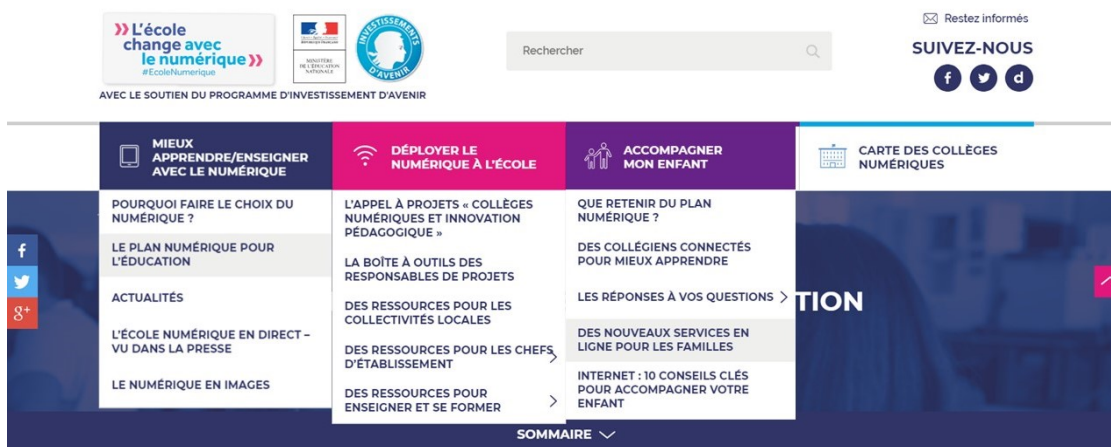 L'école
change avec
le numérique
#EcoleNumerique
MINISTÈRE
DE L'ÉDUCATION
NATIONALE
INVESTISSEMENTS
D'AVENIR
AVEC LE SOUTIEN DU PROGRAMME D'INVESTISSEMENT D'AVENIR
Rechercher
Restez informés
SUIVEZ-NOUS
f
d
MIEUX
APPRENDRE/ENSEIGNER
AVEC LE NUMÉRIQUE
POURQUOI FAIRE LE CHOIX DU
NUMÉRIQUE ?
LE PLAN NUMÉRIQUE POUR
L'ÉDUCATION
ACTUALITÉS
L'ÉCOLE NUMÉRIQUE EN DIRECT –
VU DANS LA PRESSE
LE NUMÉRIQUE EN IMAGES
DÉPLOYER LE
NUMÉRIQUE À L'ÉCOLE
L'APPEL À PROJETS « COLLÈGES
NUMÉRIQUES ET INNOVATION
PÉDAGOGIQUE »
LA BOÎTE À OUTILS DES
RESPONSABLES DE PROJETS
DES RESSOURCES POUR LES
COLLECTIVITÉS LOCALES
DES RESSOURCES POUR LES CHEFS
D'ÉTABLISSEMENT
DES RESSOURCES POUR
ENSEIGNER ET SE FORMER
ACCOMPAGNER
MON ENFANT
QUE RETENIR DU PLAN
NUMÉRIQUE ?
DES COLLÉGIENS CONNECTÉS
POUR MIEUX APPRENDRE
LES RÉPONSES À VOS QUESTIONS
DES NOUVEAUX SERVICES EN
LIGNE POUR LES FAMILLES
INTERNET : 10 CONSEILS CLÉS
POUR ACCOMPAGNER VOTRE
ENFANT
CARTE DES COLLÈGES
NUMÉRIQUES
f
8+
TION
SOMMAIRE